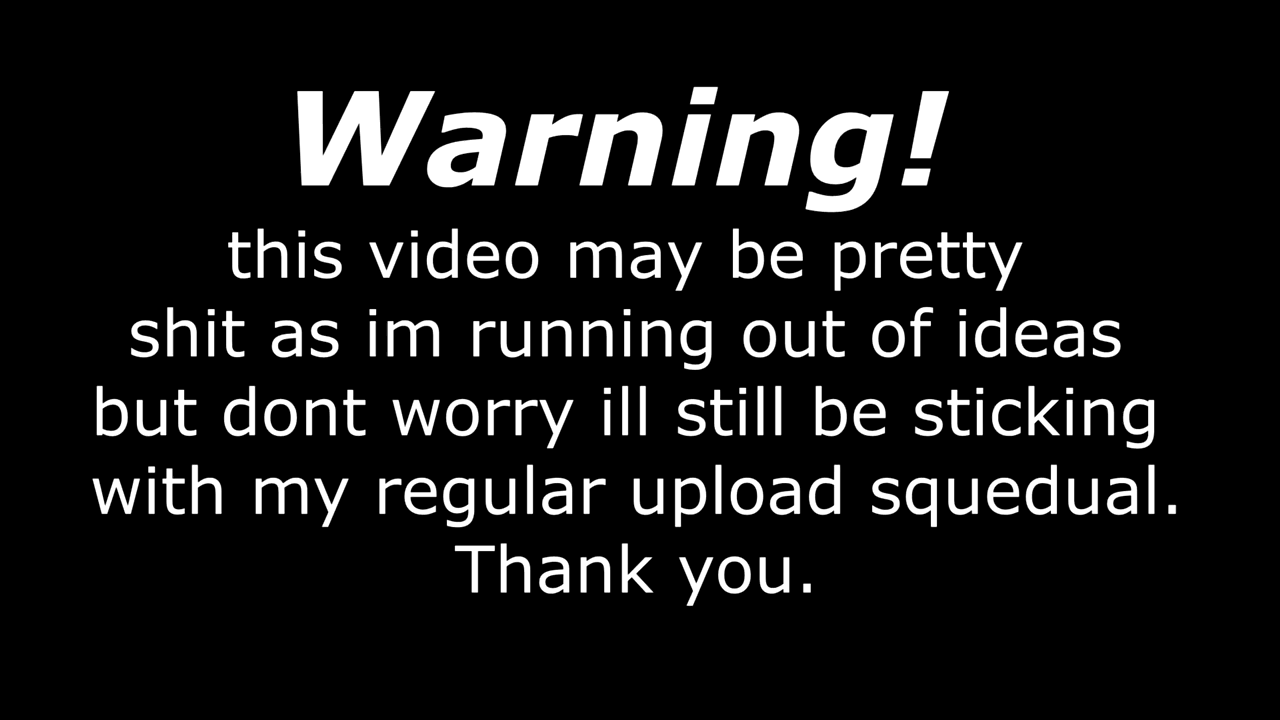 Warning!
this video may be pretty
shit as im running out of ideas
but dont worry ill still be sticking
with my regular upload squedual.
Thank you.